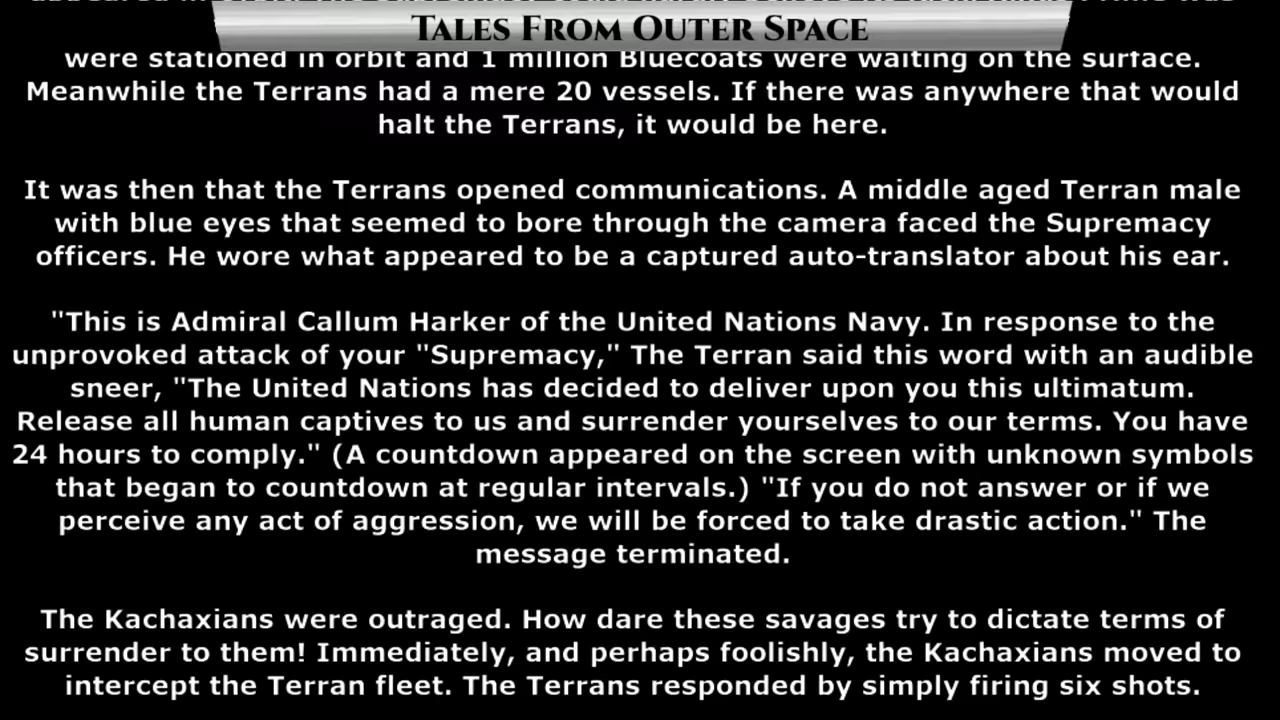 Tales From Outer Space
were stationed in orbit and 1 million Bluecoats were waiting on the surface.
Meanwhile the Terrans had a mere 20 vessels. If there was anywhere that would
halt the Terrans, it would be here.
It was then that the Terrans opened communications. A middle aged Terran male
with blue eyes that seemed to bore through the camera faced the Supremacy
officers. He wore what appeared to be a captured auto-translator about his ear.
"This is Admiral Callum Harker of the United Nations Navy. In response to the
unprovoked attack of your "Supremacy," The Terran said this word with an audible
sneer, "The United Nations has decided to deliver upon you this ultimatum.
Release all human captives to us and surrender yourselves to our terms. You have
24 hours to comply." (A countdown appeared on the screen with unknown symbols
that began to countdown at regular intervals.) "If you do not answer or if we
perceive any act of aggression, we will be forced to take drastic action." The
message terminated.
The Kachaxians were outraged. How dare these savages try to dictate terms of
surrender to them! Immediately, and perhaps foolishly, the Kachaxians moved to
intercept the Terran fleet. The Terrans responded by simply firing six shots.